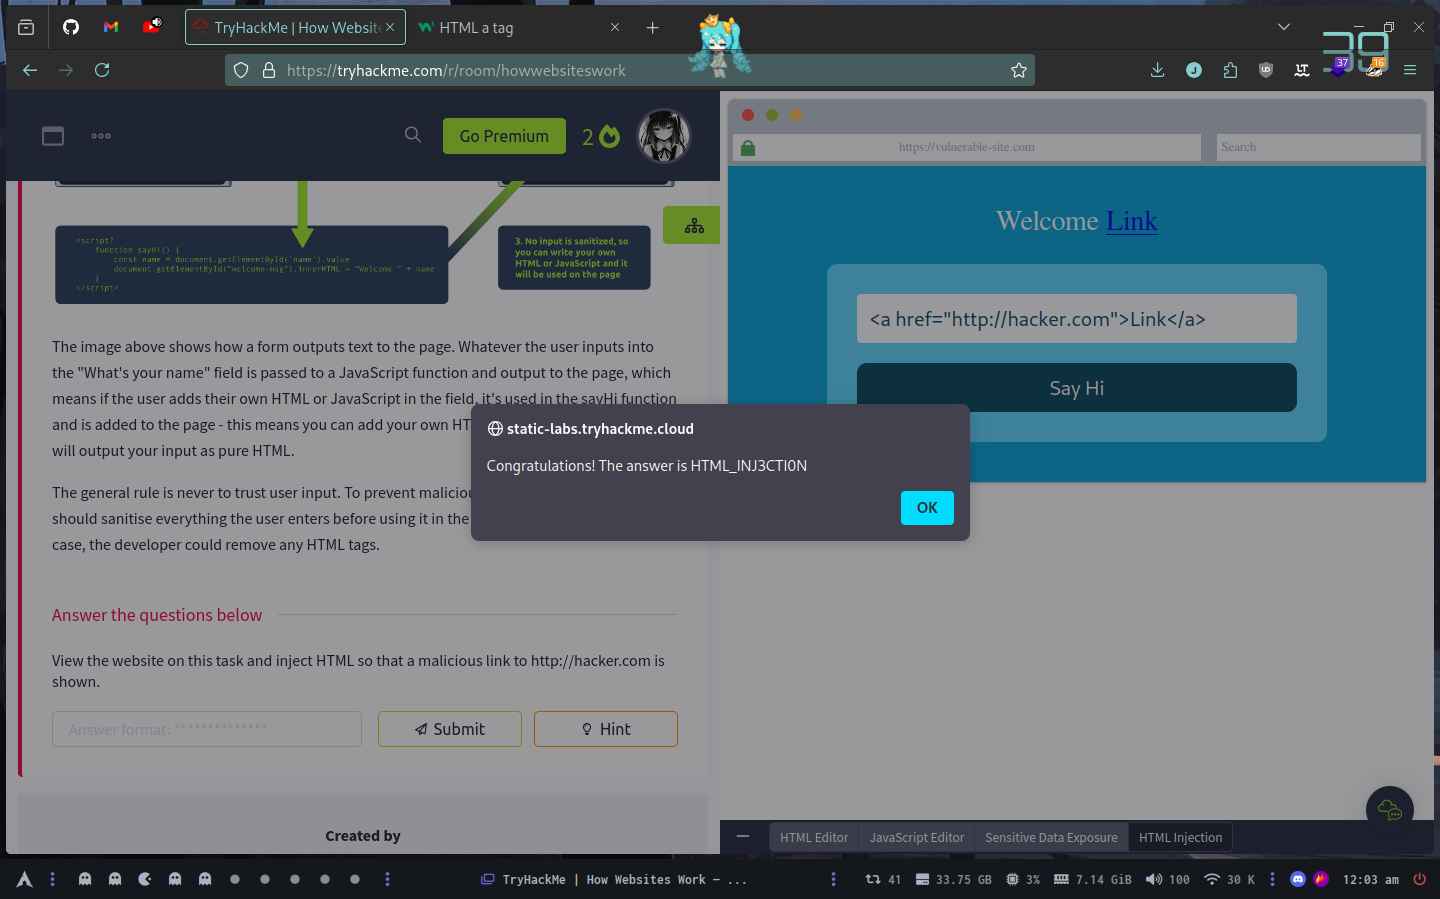 TryHackMe | How Website
HTML a tag
39
https://tryhackme.com/r/room/howwebsiteswork
37
16
Go Premium
2
<script?
function sayHi() {
const name = document.getElementById('name').value
document.getElementById("welcome-msg").innerHTML = "Welcome " + name
}
</script>
3. No input is sanitized, so
you can write your own
HTML or JavaScript and it
will be used on the page
The image above shows how a form outputs text to the page. Whatever the user inputs into
the "What's your name" field is passed to a JavaScript function and output to the page, which
means if the user adds their own HTML or JavaScript in the field, it's used in the sayHi function
and is added to the page - this means you can add your own HT
will output your input as pure HTML.
The general rule is never to trust user input. To prevent maliciou
should sanitise everything the user enters before using it in the
case, the developer could remove any HTML tags.
Answer the questions below
View the website on this task and inject HTML so that a malicious link to http://hacker.com is
shown.
Answer format: **************
Submit
Hint
Created by
https://vulnerable-site.com
Search
Welcome Link
<a href="http://hacker.com">Link</a>
Say Hi
static-labs.tryhackme.cloud
Congratulations! The answer is HTML_INJ3CTI0N
OK
HTML Editor
JavaScript Editor
Sensitive Data Exposure
HTML Injection
TryHackMe | How Websites Work — ...
41
33.75 GB
3%
7.14 GiB
100
30 K
12:03 am